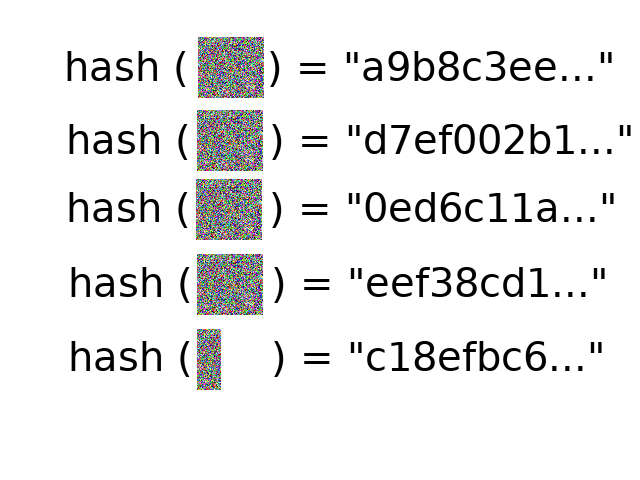 hash ( ) = "a9b8c3ee..."
hash ( ) = "d7ef002b1..."
hash ( ) = "0ed6c11a..."
hash ( ) = "eef38cd1..."
hash ( ) = "c18efbc6..."